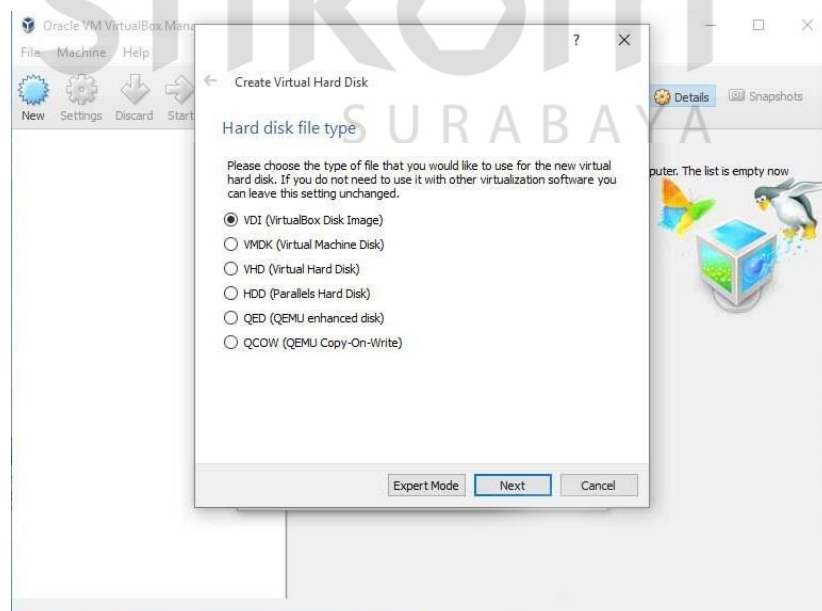 Oracle VM VirtualBox Mana
File Machine Help
New Settings Discard Start
Details Snapshots
puter. The list is empty now
? ×
Create Virtual Hard Disk
Hard disk file type
Please choose the type of file that you would like to use for the new virtual
hard disk. If you do not need to use it with other virtualization software you
can leave this setting unchanged.
VDI (VirtualBox Disk Image)
VMDK (Virtual Machine Disk)
VHD (Virtual Hard Disk)
HDD (Parallels Hard Disk)
QED (QEMU enhanced disk)
QCOW (QEMU Copy-On-Write)
Expert Mode Next Cancel
SURABAYA